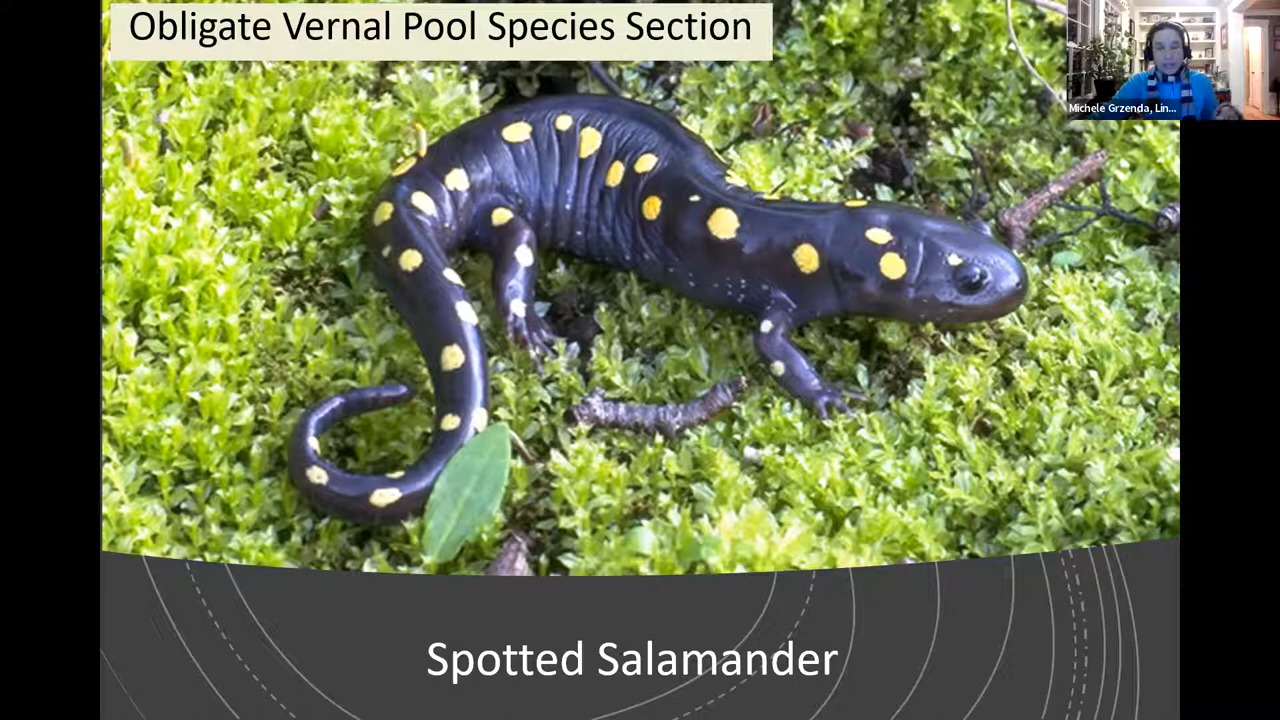 Obligate Vernal Pool Species Section
Michele Grzenda, Lin...
Spotted Salamander